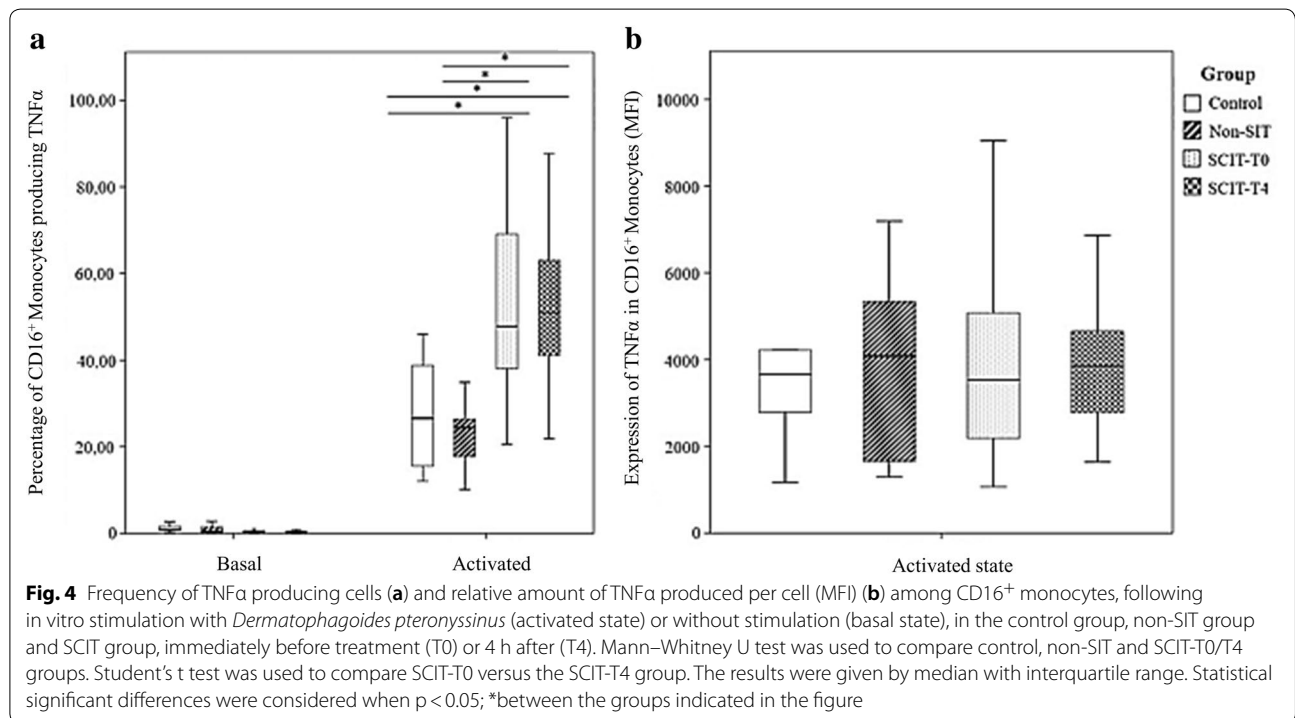 a
b
Percentage of CD16+ Monocytes producing TNFα
100,00
80,00
60,00
40,00
20,00
0
Basal
Activated
*
*
*
*
Expression of TNFα in CD16+ Monocytes (MFI)
10000
8000
6000
4000
2000
0
Activated state
Group
Control
Non-SIT
SCIT-T0
SCIT-T4
Fig. 4 Frequency of TNFα producing cells (a) and relative amount of TNFα produced per cell (MFI) (b) among CD16+ monocytes, following
in vitro stimulation with Dermatophagoides pteronyssinus (activated state) or without stimulation (basal state), in the control group, non-SIT group
and SCIT group, immediately before treatment (T0) or 4 h after (T4). Mann–Whitney U test was used to compare control, non-SIT and SCIT-T0/T4
groups. Student's t test was used to compare SCIT-T0 versus the SCIT-T4 group. The results were given by median with interquartile range. Statistical
significant differences were considered when p < 0.05; *between the groups indicated in the figure